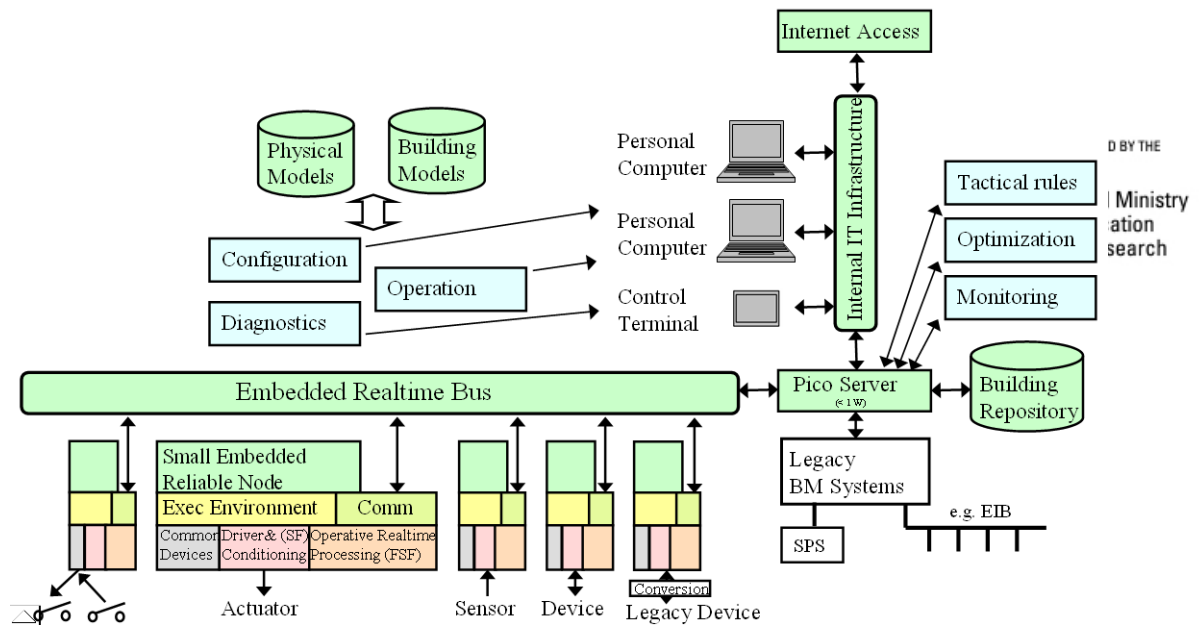 Internet Access
Internal IT Infrastructure
Physical
Models
Building
Models
Personal
Computer
D BY THE
Tactical rules
Ministry
ation
search
Personal
Computer
Optimization
Configuration
Operation
Control
Terminal
Monitoring
Diagnostics
Embedded Realtime Bus
Pico Server
(< 1 W)
Building
Repository
Small Embedded
Reliable Node
Legacy
BM Systems
Exec Environment
Comm
e.g. EIB
Common
Devices
Driver& (SF)
Conditioning
Operative Realtime
Processing (FSF)
SPS
Conversion
Actuator
Sensor
Device
Legacy Device